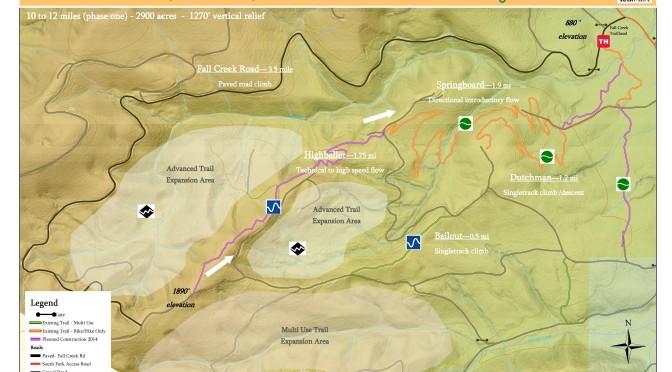 10 to 12 miles (phase one) - 2900 acres - 1270' vertical relief
880'
elevation
Fall Creek
Trailhead
TH
Fall Creek Road—3.5 mile
Paved road climb
Springboard—1.9 mi
Directional introductory flow
Highballer—1.75 mi
Technical to high speed flow
Advanced Trail
Expansion Area
Dutchman—1.2 mi
Singletrack climb/descent
Advanced Trail
Expansion Area
Bailout—0.5 mi
Singletrack climb
1890'
elevation
Multi Use Trail
Expansion Area
N
Legend
Gate
Existing Trail - Multi Use
Existing Trail - Bike/Hike Only
Planned Construction 2014
Roads
Paved- Fall Creek Rd
South Fork Access Road